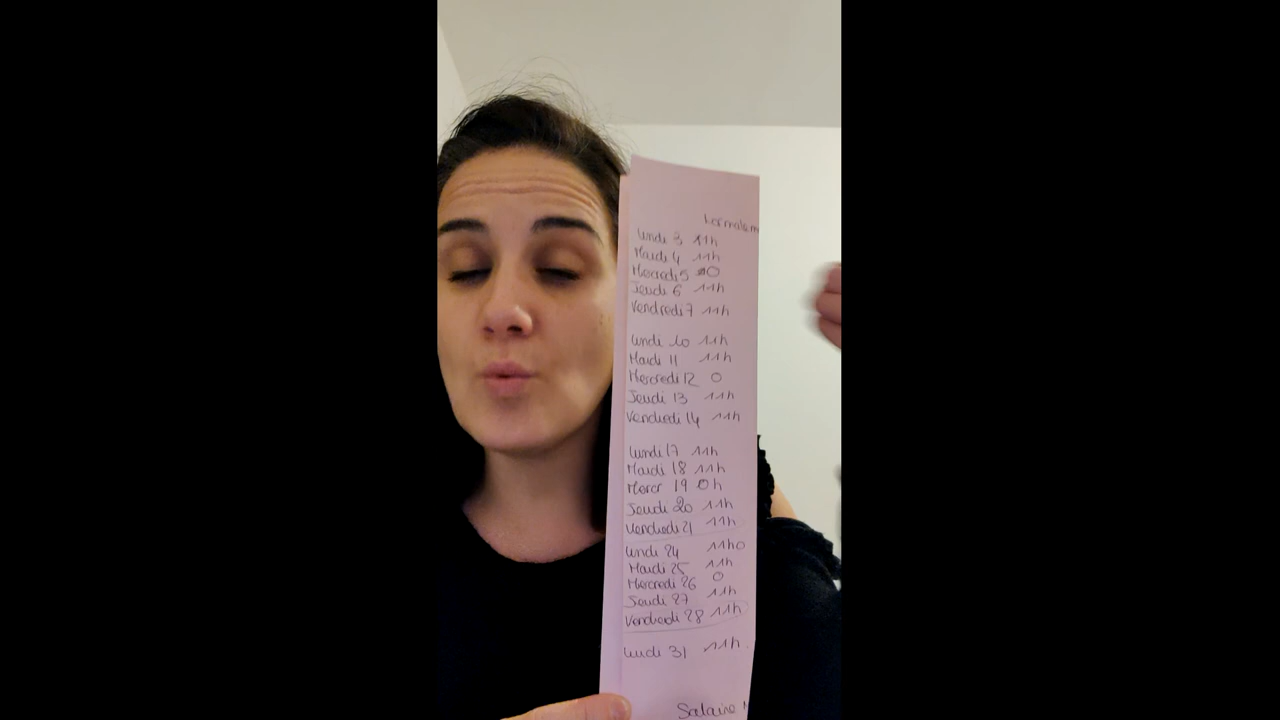 lundi 3 11h
Mardi 4 11h
Mercredi 5 0
Jeudi 6 11h
Vendredi 7 11h
lundi 10 11h
Mardi 11 11h
Mercredi 12 0
Jeudi 13 11h
Vendredi 14 11h
lundi 17 11h
Mardi 18 11h
Mercr 19 0h
Jeudi 20 11h
Vendredi 21 11h
lundi 24 11h0
Mardi 25 11h
Mercredi 26 0
Jeudi 27 11h
Vendredi 28 11h
lundi 31 11h.
Salaire